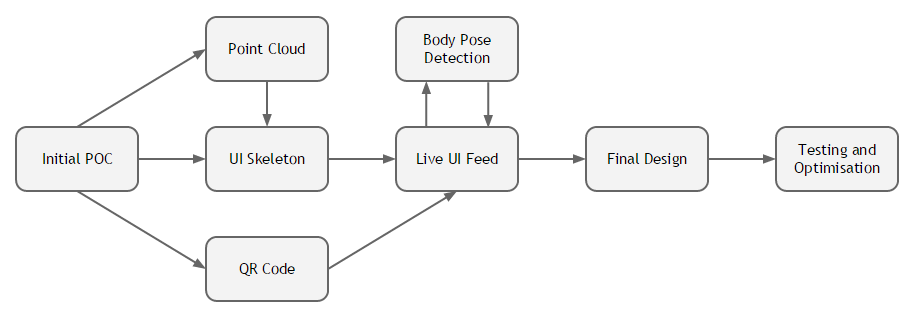 Point Cloud
Body Pose
Detection
Initial POC
UI Skeleton
Live UI Feed
Final Design
Testing and
Optimisation
QR Code